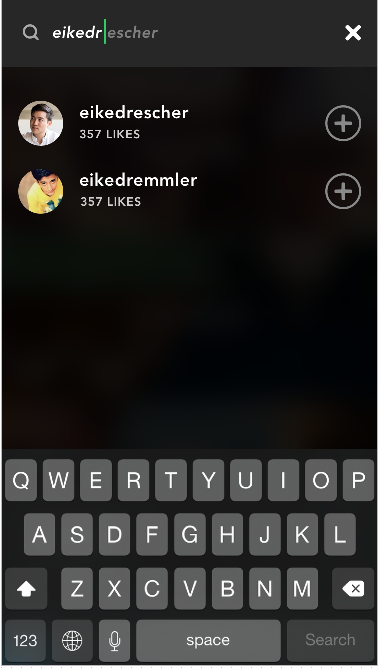 eikedrescher
eikedrescher
357 LIKES
eikedremmler
357 LIKES
Q W E R T Y U I O P
A S D F G H J K L
Z X C V B N M
123 space Search